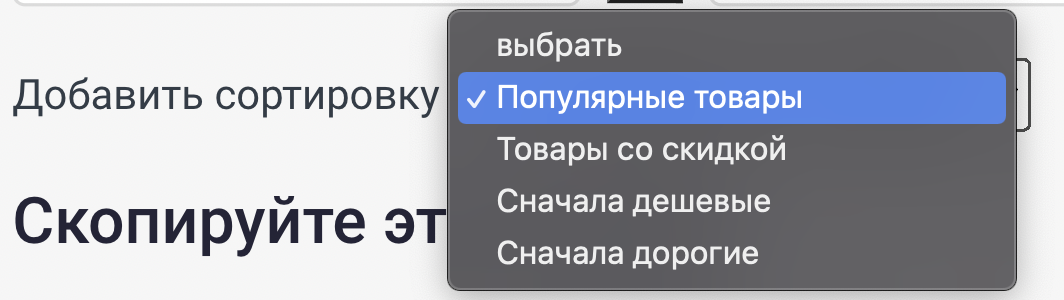 выбрать
Добавить сортировку
✓ Популярные товары
Товары со скидкой
Сначала дешевые
Скопируйте эт
Сначала дорогие